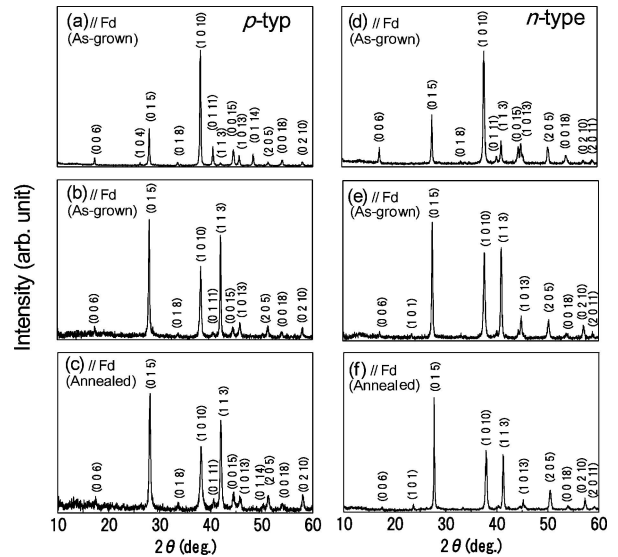 (a) // Fd
(As-grown)
p-typ
(0 0 6)
(1 0 4)
(0 1 5)
(0 1 8)
(1 0 10)
(0 1 11)
(1 1 3)
(0 0 15)
(1 0 13)
(0 1 14)
(2 0 5)
(0 0 18)
(0 2 10)
(d) // Fd
(As-grown)
n-type
(0 0 6)
(0 1 5)
(0 1 8)
(1 0 10)
(0 1 11)
(1 1 3)
(0 0 15)
(1 0 13)
(2 0 5)
(0 0 18)
(0 2 10)
(2 0 11)
(b) // Fd
(As-grown)
(0 0 6)
(0 1 5)
(0 1 8)
(1 0 10)
(0 1 11)
(1 1 3)
(0 0 15)
(1 0 13)
(2 0 5)
(0 0 18)
(0 2 10)
(e) // Fd
(As-grown)
(0 0 6)
(1 0 1)
(0 1 5)
(1 0 10)
(1 1 3)
(1 0 13)
(2 0 5)
(0 0 18)
(0 2 10)
(2 0 11)
(c) // Fd
(Annealed)
(0 0 6)
(0 1 5)
(0 1 8)
(1 0 10)
(0 1 11)
(1 1 3)
(0 0 15)
(1 0 13)
(0 1 14)
(2 0 5)
(0 0 18)
(0 2 10)
(f) // Fd
(Annealed)
(0 0 6)
(1 0 1)
(0 1 5)
(1 0 10)
(1 1 3)
(1 0 13)
(2 0 5)
(0 0 18)
(0 2 10)
(2 0 11)
Intensity (arb. unit)
10 20 30 40 50 60
10 20 30 40 50 60
2θ (deg.)
2θ (deg.)